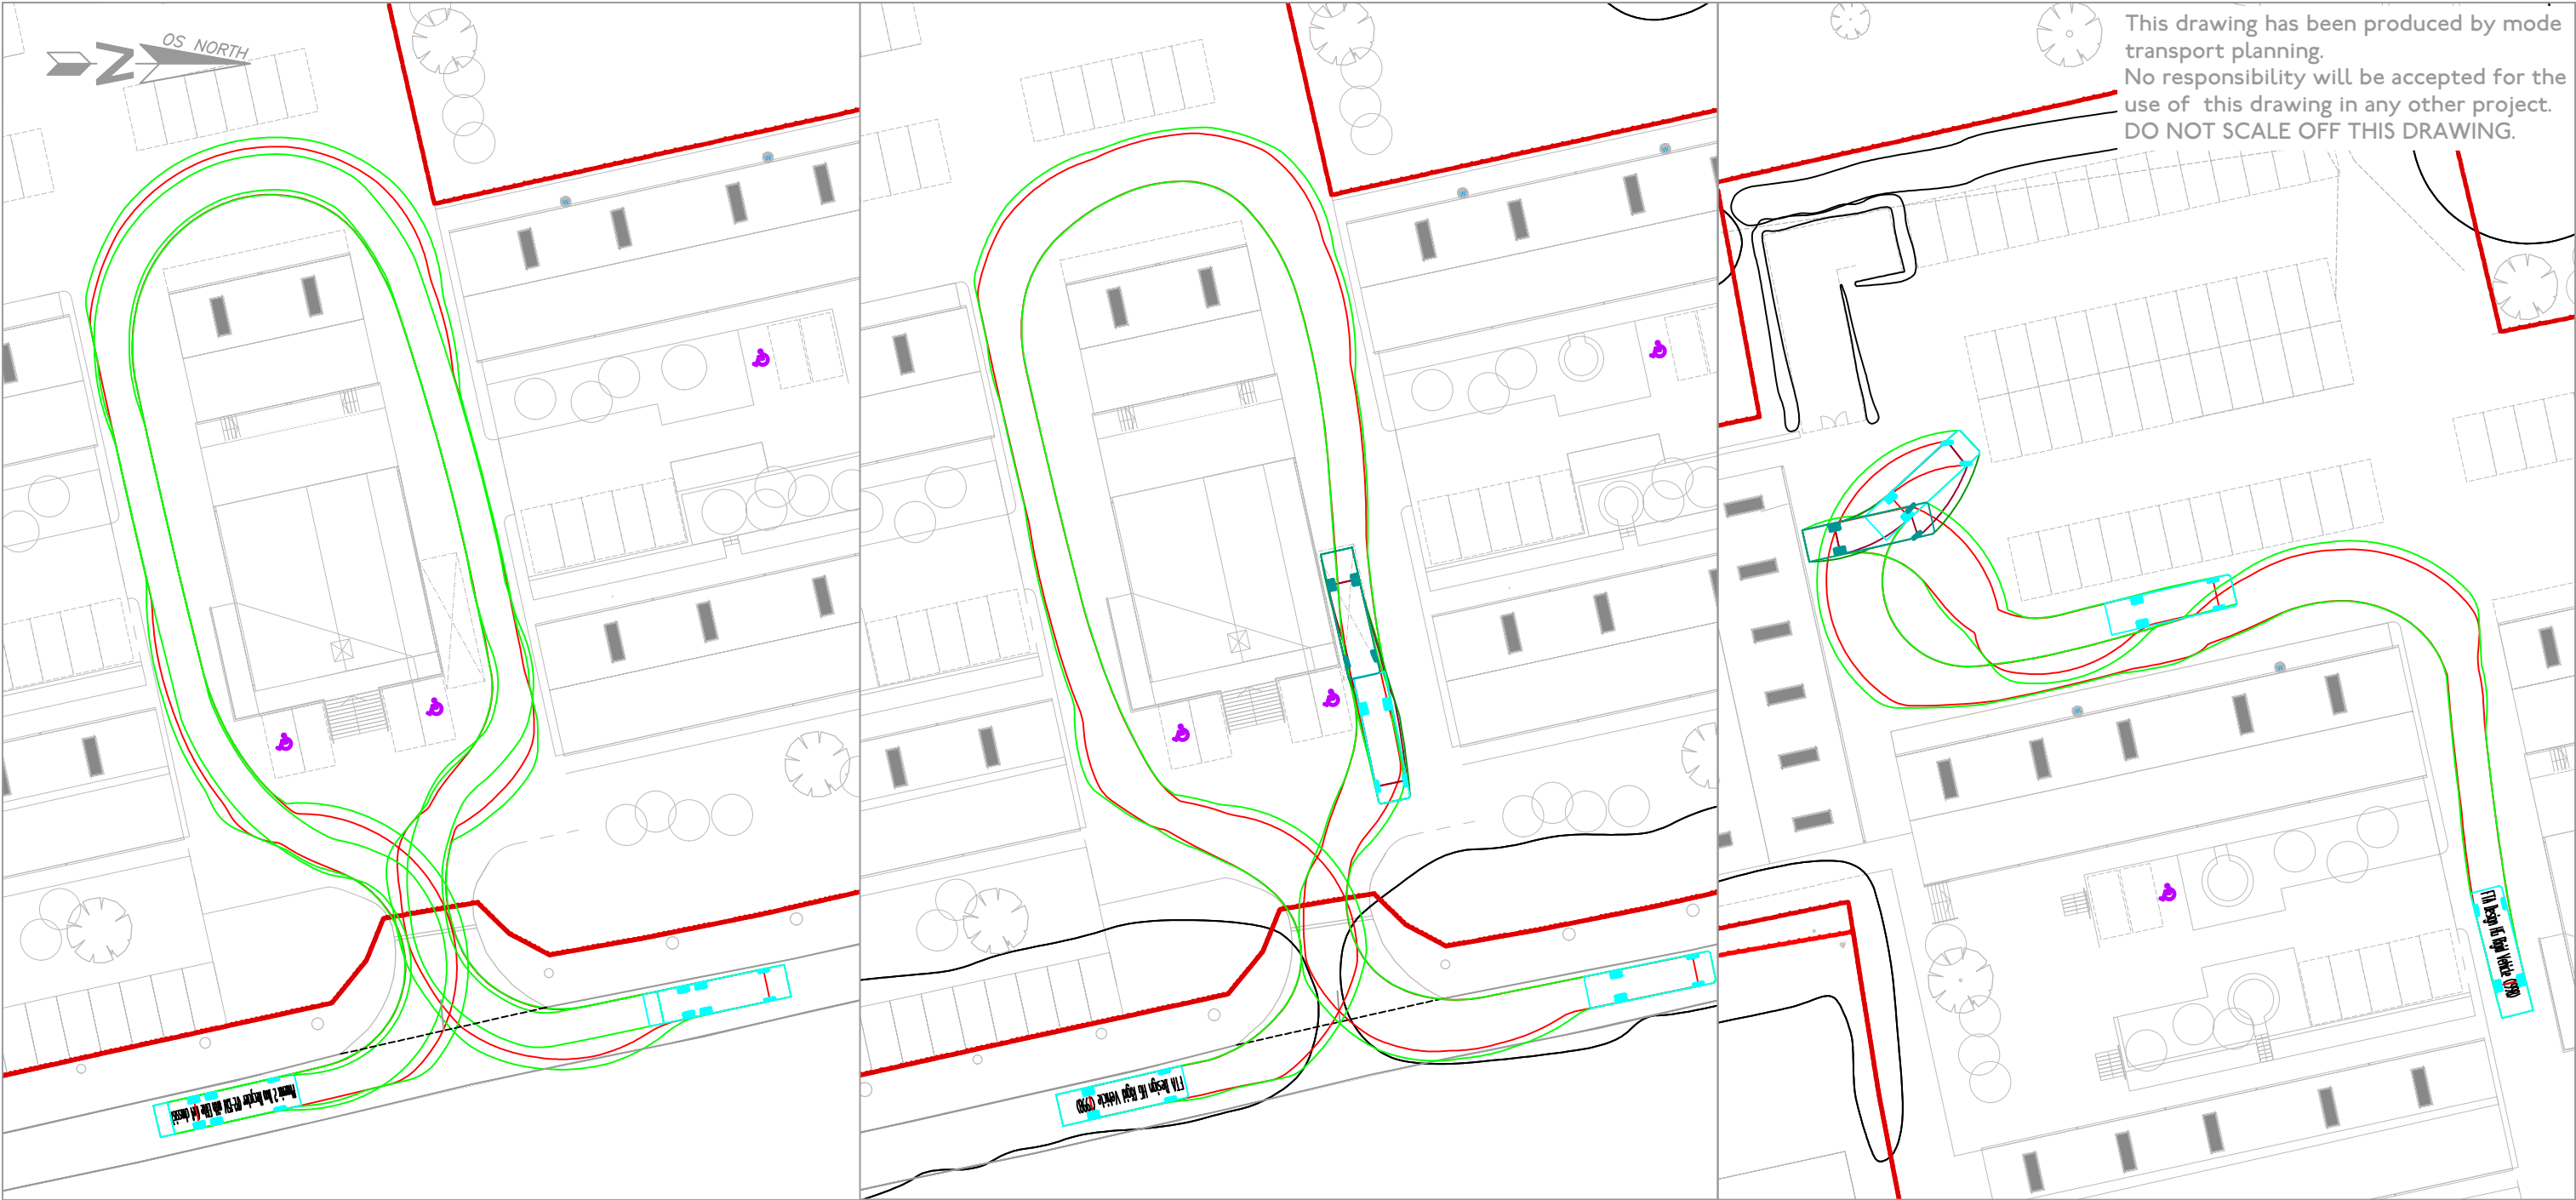 OS NORTH
N
This drawing has been produced by mode
transport planning.
No responsibility will be accepted for the
use of this drawing in any other project.
DO NOT SCALE OFF THIS DRAWING.
W
W
W
W
W
W
FTA Design HG Rigid Vehicle (1998)
FTA Design HG Rigid Vehicle (1998)